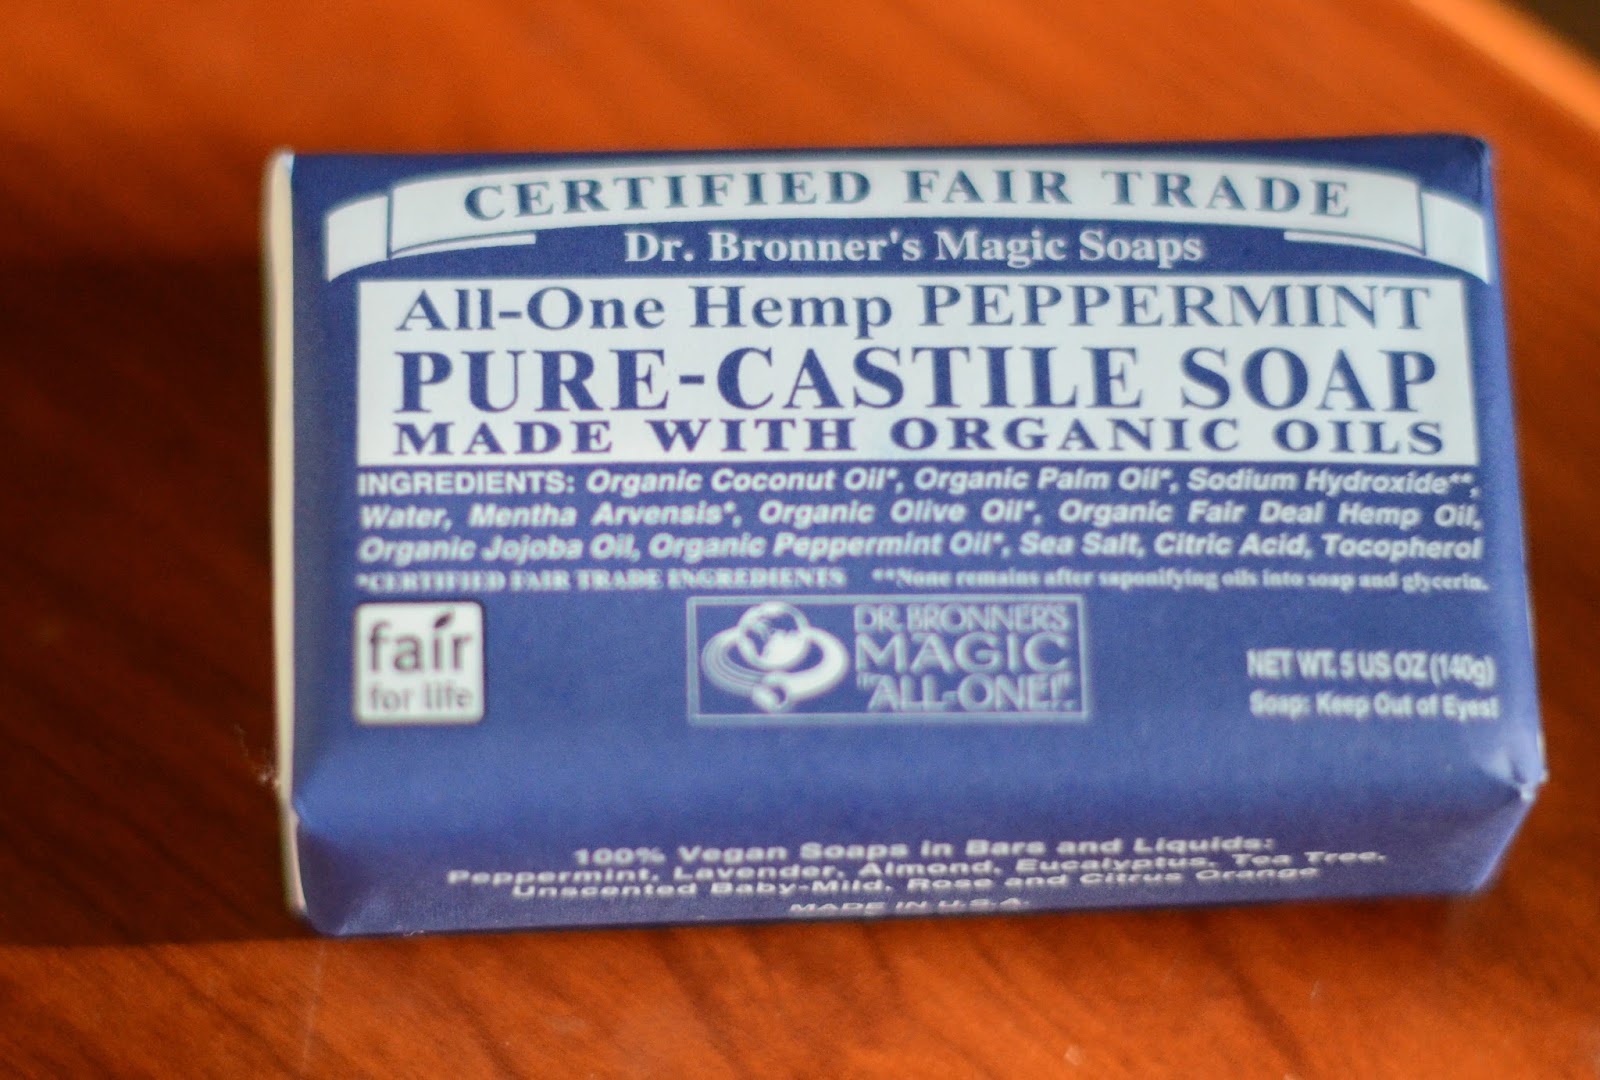 CERTIFIED FAIR TRADE
Dr. Bronner's Magic Soaps
All-One Hemp PEPPERMINT
PURE-CASTILE SOAP
MADE WITH ORGANIC OILS
INGREDIENTS: Organic Coconut Oil*, Organic Palm Oil*, Sodium Hydroxide**,
Water, Mentha Arvensis*, Organic Olive Oil*, Organic Fair Deal Hemp Oil,
Organic Jojoba Oil, Organic Peppermint Oil*, Sea Salt, Citric Acid, Tocopherol
*CERTIFIED FAIR TRADE INGREDIENTS **None remains after saponifying oils into soap and glycerin.
fair
for life
DR. BRONNER'S
MAGIC
"ALL-ONE!".
NET WT. 5 US OZ (140g)
Soap: Keep Out of Eyes!
100% Vegan Soaps in Bars and Liquids:
Peppermint, Lavender, Almond, Eucalyptus, Tea Tree,
Unscented Baby-Mild, Rose and Citrus Orange
MADE IN U.S.A.